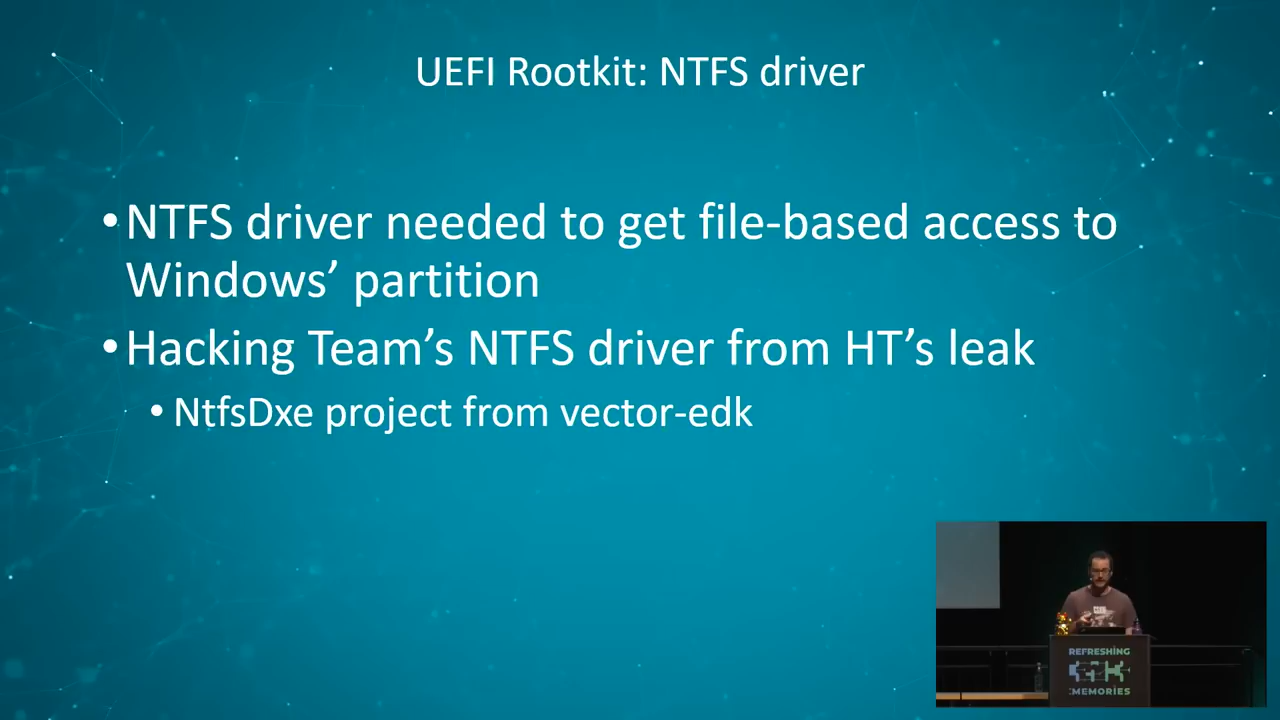 UEFI Rootkit: NTFS driver
•NTFS driver needed to get file-based access to
Windows’ partition
•Hacking Team’s NTFS driver from HT’s leak
•NtfsDxe project from vector-edk
REFRESHING
:MEMORIES